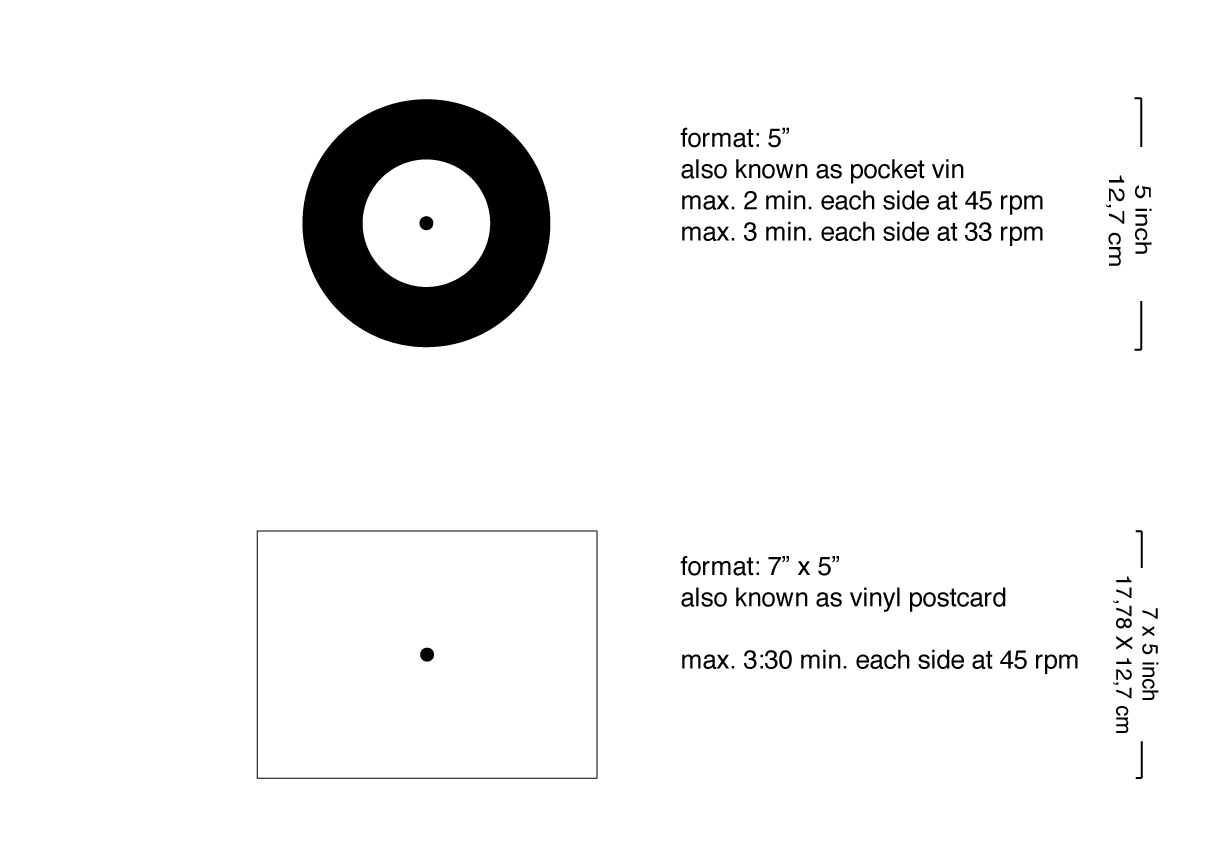 format: 5”
also known as pocket vin
max. 2 min. each side at 45 rpm
max. 3 min. each side at 33 rpm
5 inch
12,7 cm
format: 7” x 5”
also known as vinyl postcard
max. 3:30 min. each side at 45 rpm
7 x 5 inch
17,78 X 12,7 cm